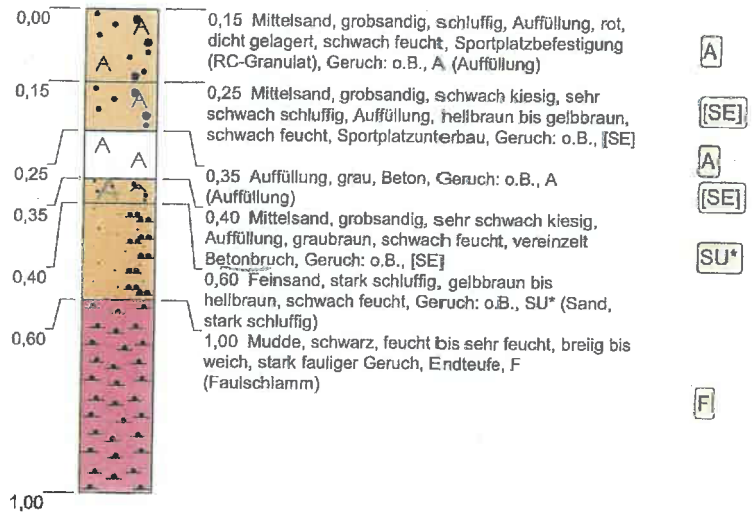 0,00
0,15 Mittelsand, grobsandig, schluffig, Auffüllung, rot,
dicht gelagert, schwach feucht, Sportplatzbefestigung
(RC-Granulat), Geruch: o.B., A (Auffüllung)
A
0,15
0,25 Mittelsand, grobsandig, schwach kiesig, sehr
schwach schluffig, Auffüllung, hellbraun bis gelbbraun,
schwach feucht, Sportplatzunterbau, Geruch: o.B., [SE]
[SE]
0,25
0,35 Auffüllung, grau, Beton, Geruch: o.B., A
(Auffüllung)
A
0,35
0,40 Mittelsand, grobsandig, sehr schwach kiesig,
Auffüllung, graubraun, schwach feucht, vereinzelt
Betonbruch, Geruch: o.B., [SE]
[SE]
0,40
0,60 Feinsand, stark schluffig, gelbbraun bis
hellbraun, schwach feucht, Geruch: o.B., SU* (Sand,
stark schluffig)
SU*
0,60
1,00 Mudde, schwarz, feucht bis sehr feucht, breiig bis
weich, stark fauliger Geruch, Endteufe, F
(Faulschlamm)
F
1,00
A
A
A
A
A
A